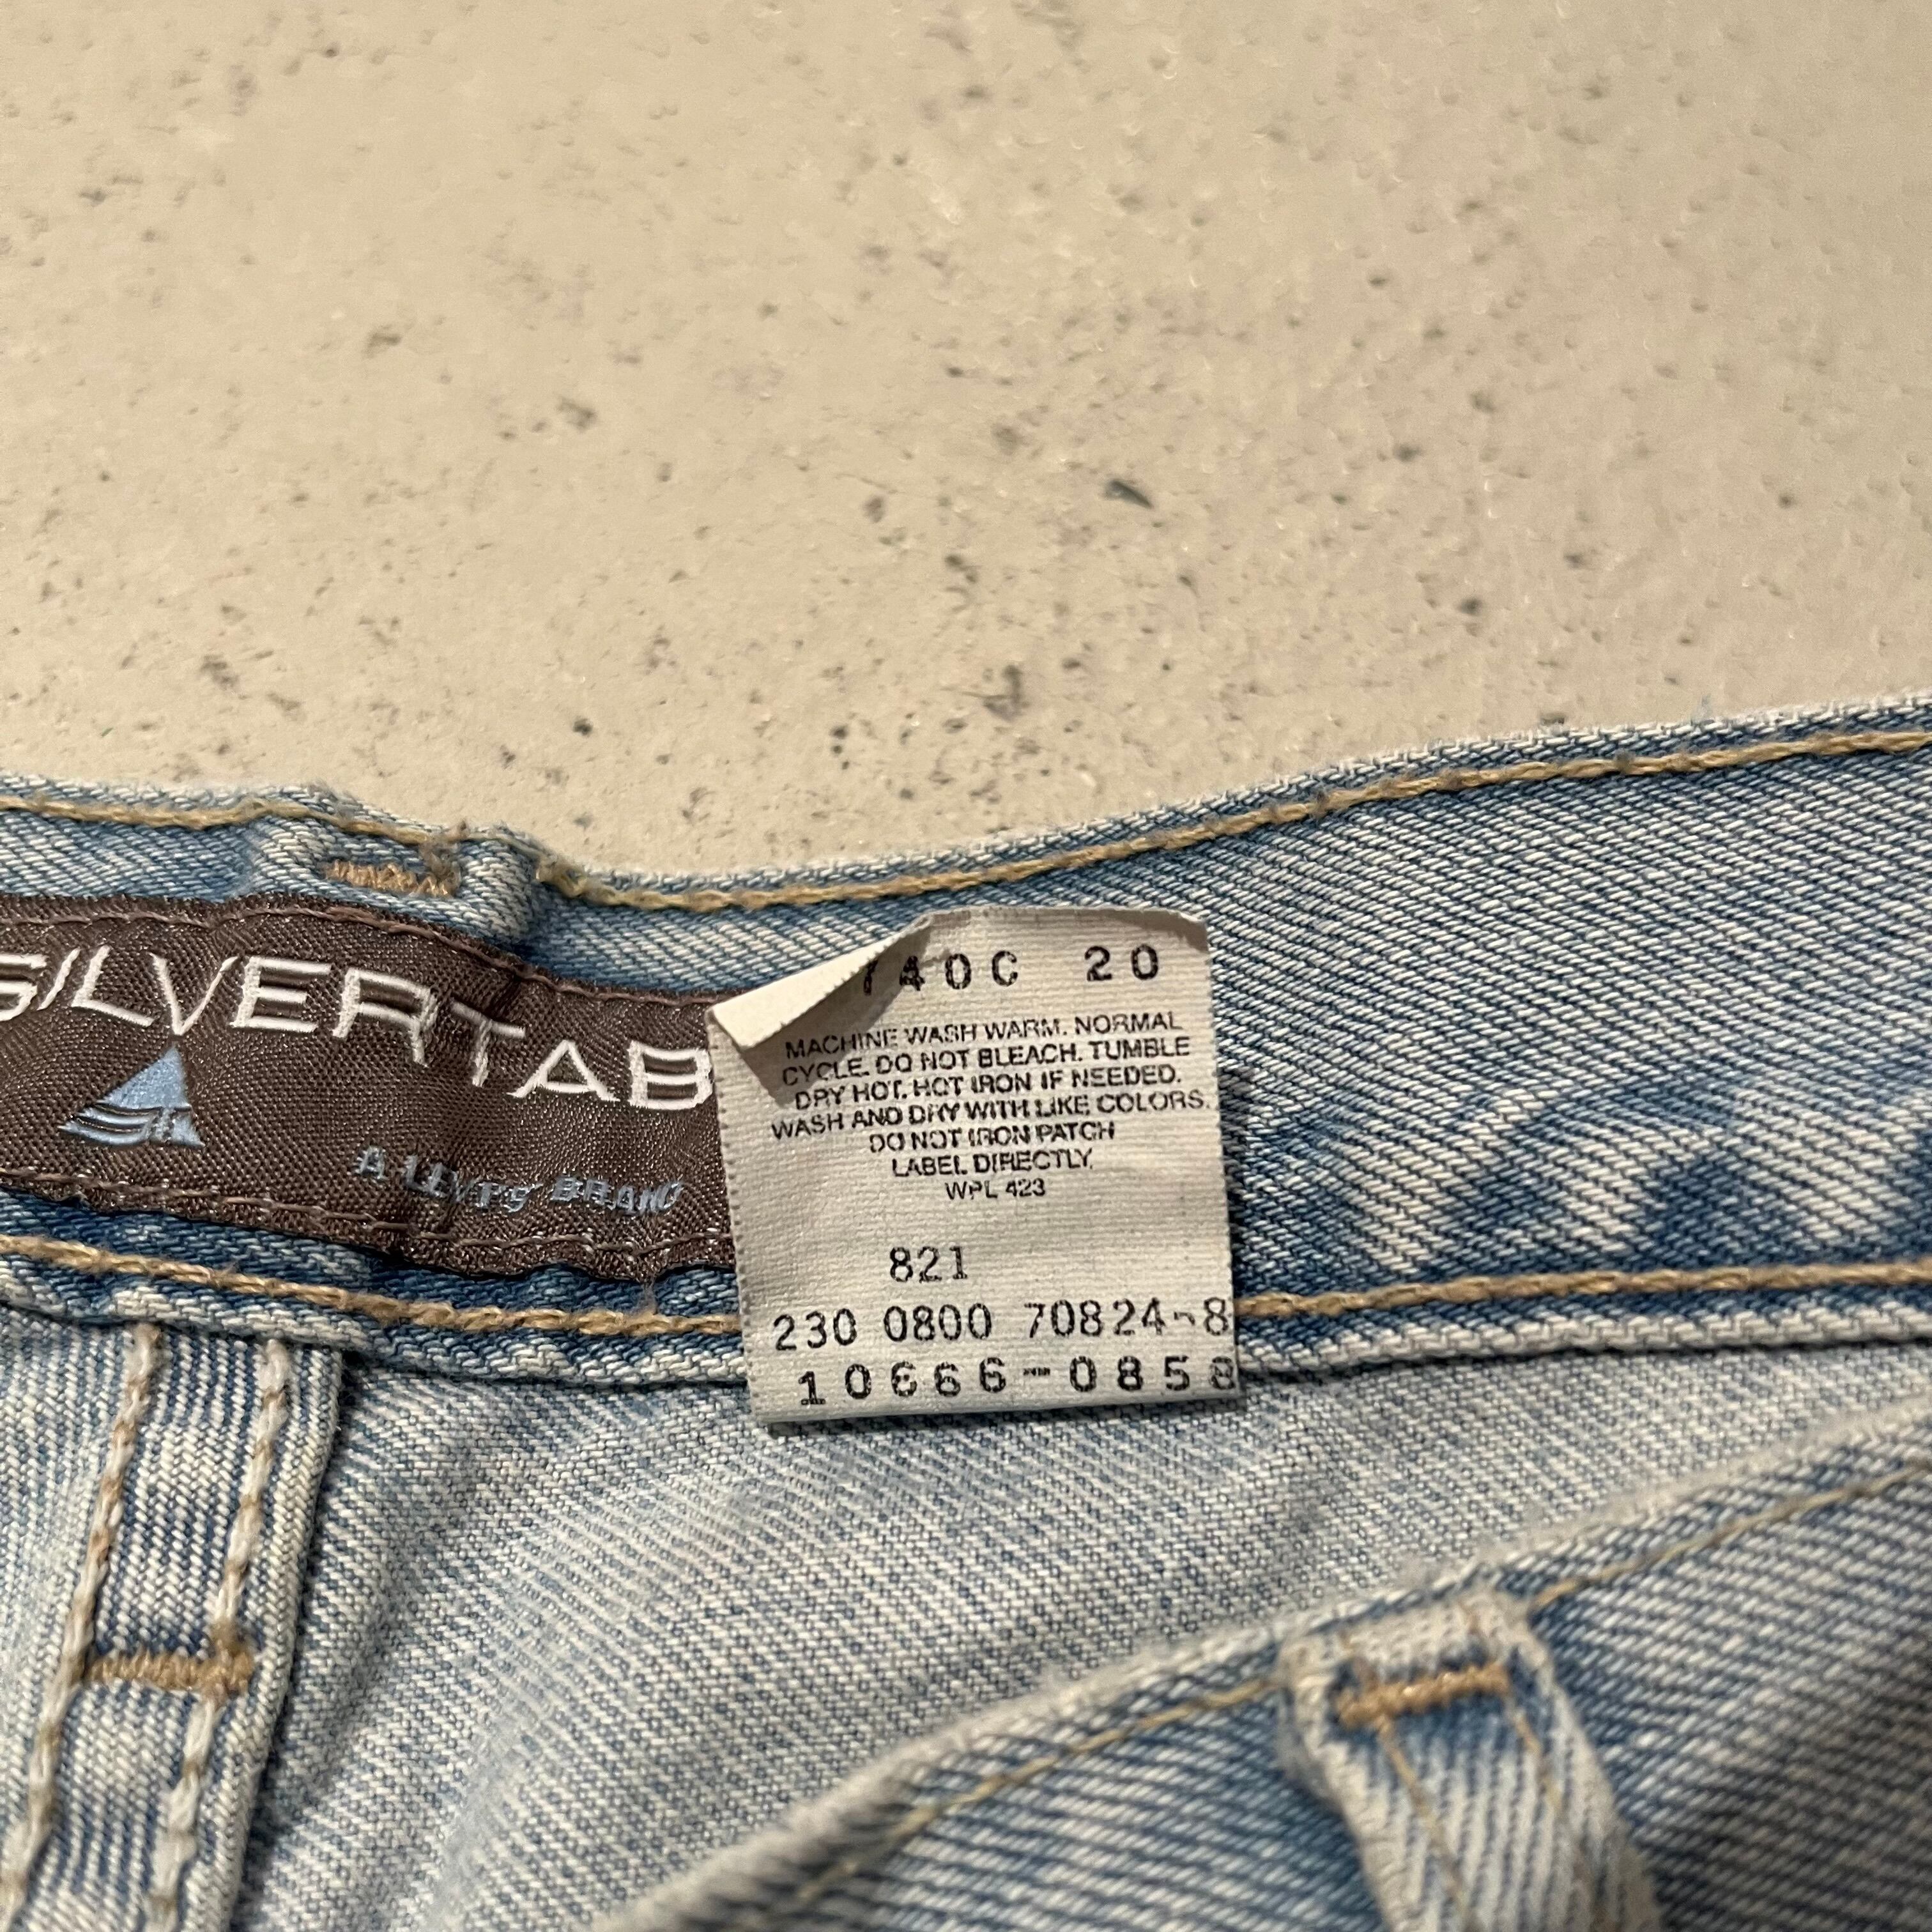 SILVERTAB
A LEVI'S BRAND
740C 20
MACHINE WASH WARM. NORMAL
CYCLE. DO NOT BLEACH. TUMBLE
DRY HOT. HOT IRON IF NEEDED.
WASH AND DRY WITH LIKE COLORS.
DO NOT IRON PATCH
LABEL DIRECTLY.
WPL 423
821
230 0800 70824-8
10666-0858